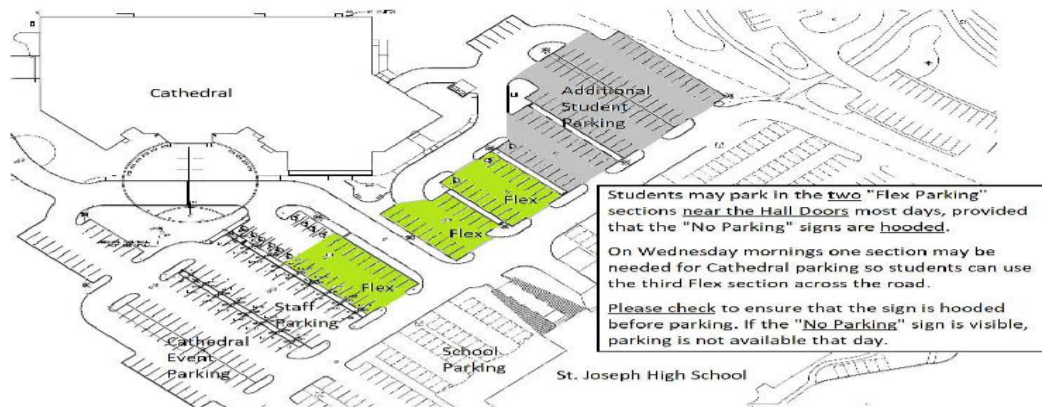 Cathedral
Additional
Student
Parking
Flex
Flex
Flex
Staff
Parking
Cathedral
Event
Parking
School
Parking
St. Joseph High School
Students may park in the two "Flex Parking"
sections near the Hall Doors most days, provided
that the "No Parking" signs are hooded.
On Wednesday mornings one section may be
needed for Cathedral parking so students can use
the third Flex section across the road.
Please check to ensure that the sign is hooded
before parking. If the "No Parking" sign is visible,
parking is not available that day.